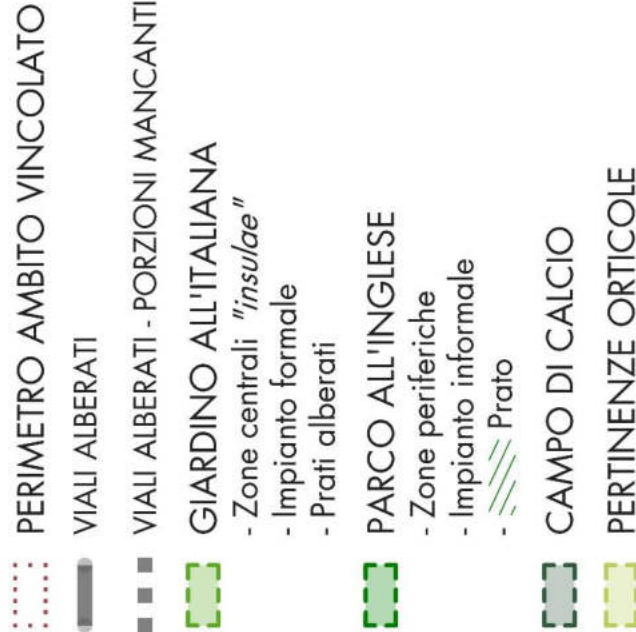 PERIMETRO AMBITO VINCOLATO
VIALI ALBERATI
VIALI ALBERATI - PORZIONI MANCANTI
GIARDINO ALL'ITALIANA
- Zone centrali "insulae"
- Impianto formale
- Prati alberati
PARCO ALL'INGLESE
- Zone periferiche
- Impianto informale
- Prato
CAMPO DI CALCIO
PERTINENZE ORTICOLE